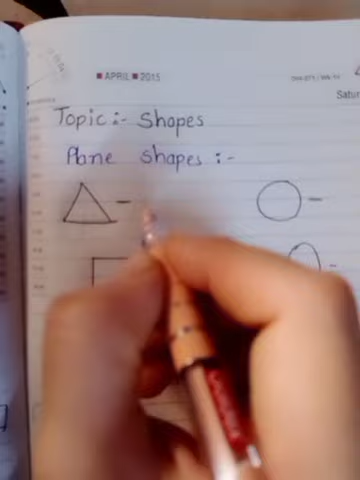 ■ APRIL ■ 2015
Topic :- Shapes
Plane shapes :-